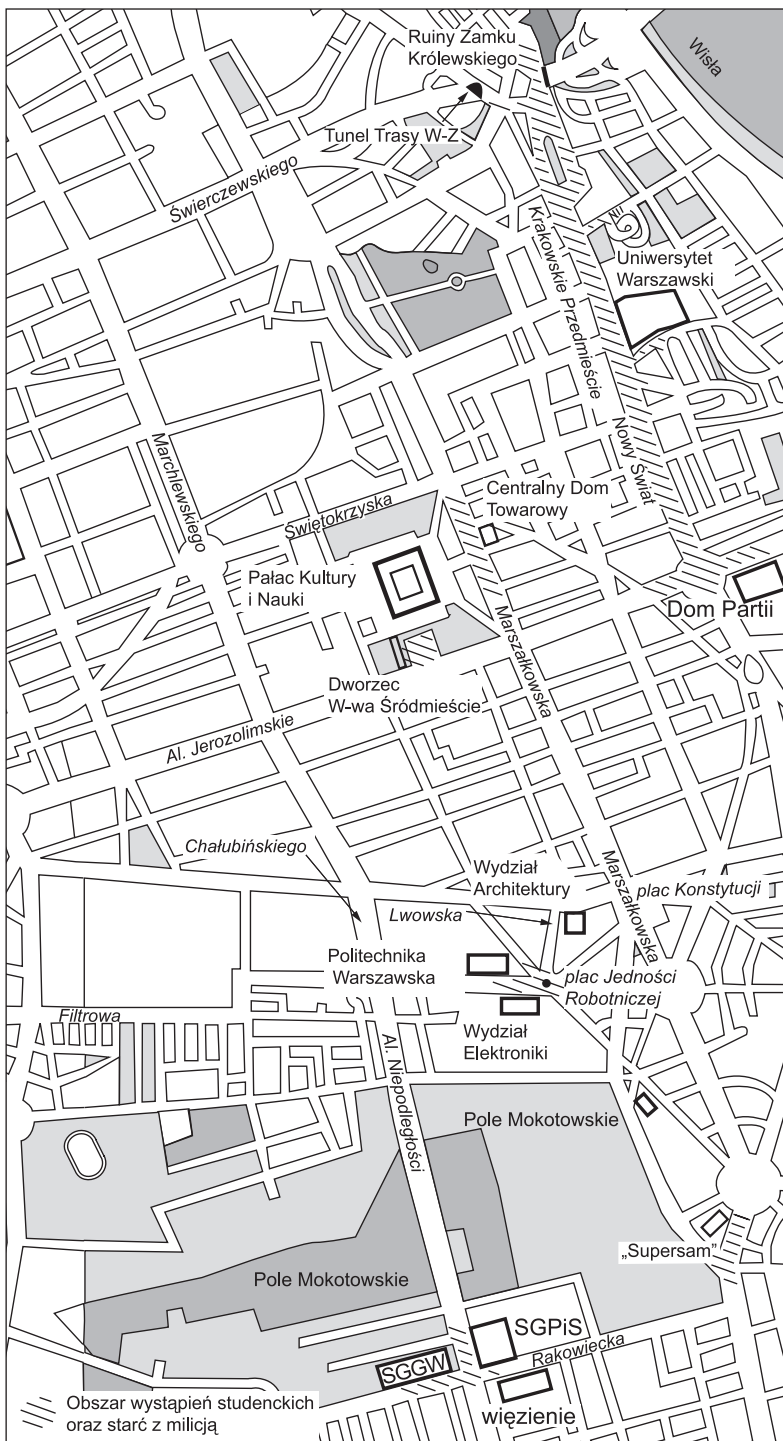 Ruiny Zamku
Królewskiego
Wisła
Tunel Trasy W-Z
Świerczewskiego
Krakowskie Przedmieście
Uniwersytet
Warszawski
Marchlewskiego
Nowy Świat
Centralny Dom
Towarowy
Świętokrzyska
Pałac Kultury
i Nauki
Dom Partii
Marszałkowska
Dworzec
W-wa Śródmieście
Al. Jerozolimskie
Chałubińskiego
Wydział
Architektury
Marszałkowska
plac Konstytucji
Lwowska
Politechnika
Warszawska
plac Jedności
Robotniczej
Filtrowa
Wydział
Elektroniki
Al. Niepodległości
Pole Mokotowskie
„Supersam”
Pole Mokotowskie
SGPiS
Rakowiecka
SGGW
więzienie
Obszar wystąpień studenckich
oraz starć z milicją